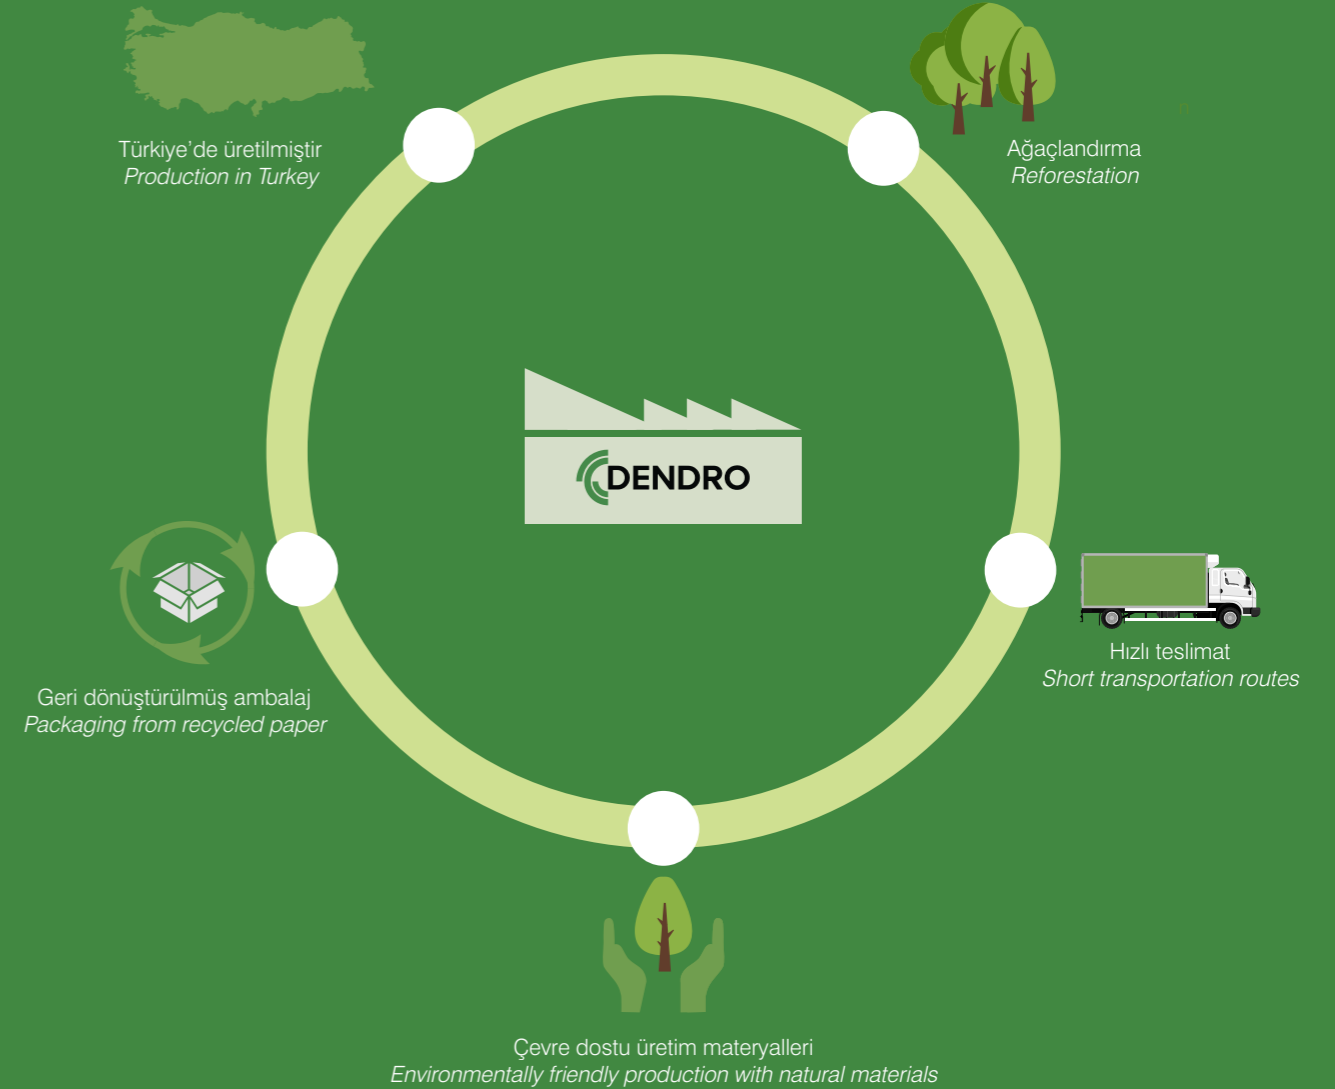 Türkiye'de üretilmiştir
Production in Turkey
Ağaçlandırma
Reforestation
DENDRO
Hızlı teslimat
Short transportation routes
Geri dönüştürülmüş ambalaj
Packaging from recycled paper
Çevre dostu üretim materyalleri
Environmentally friendly production with natural materials